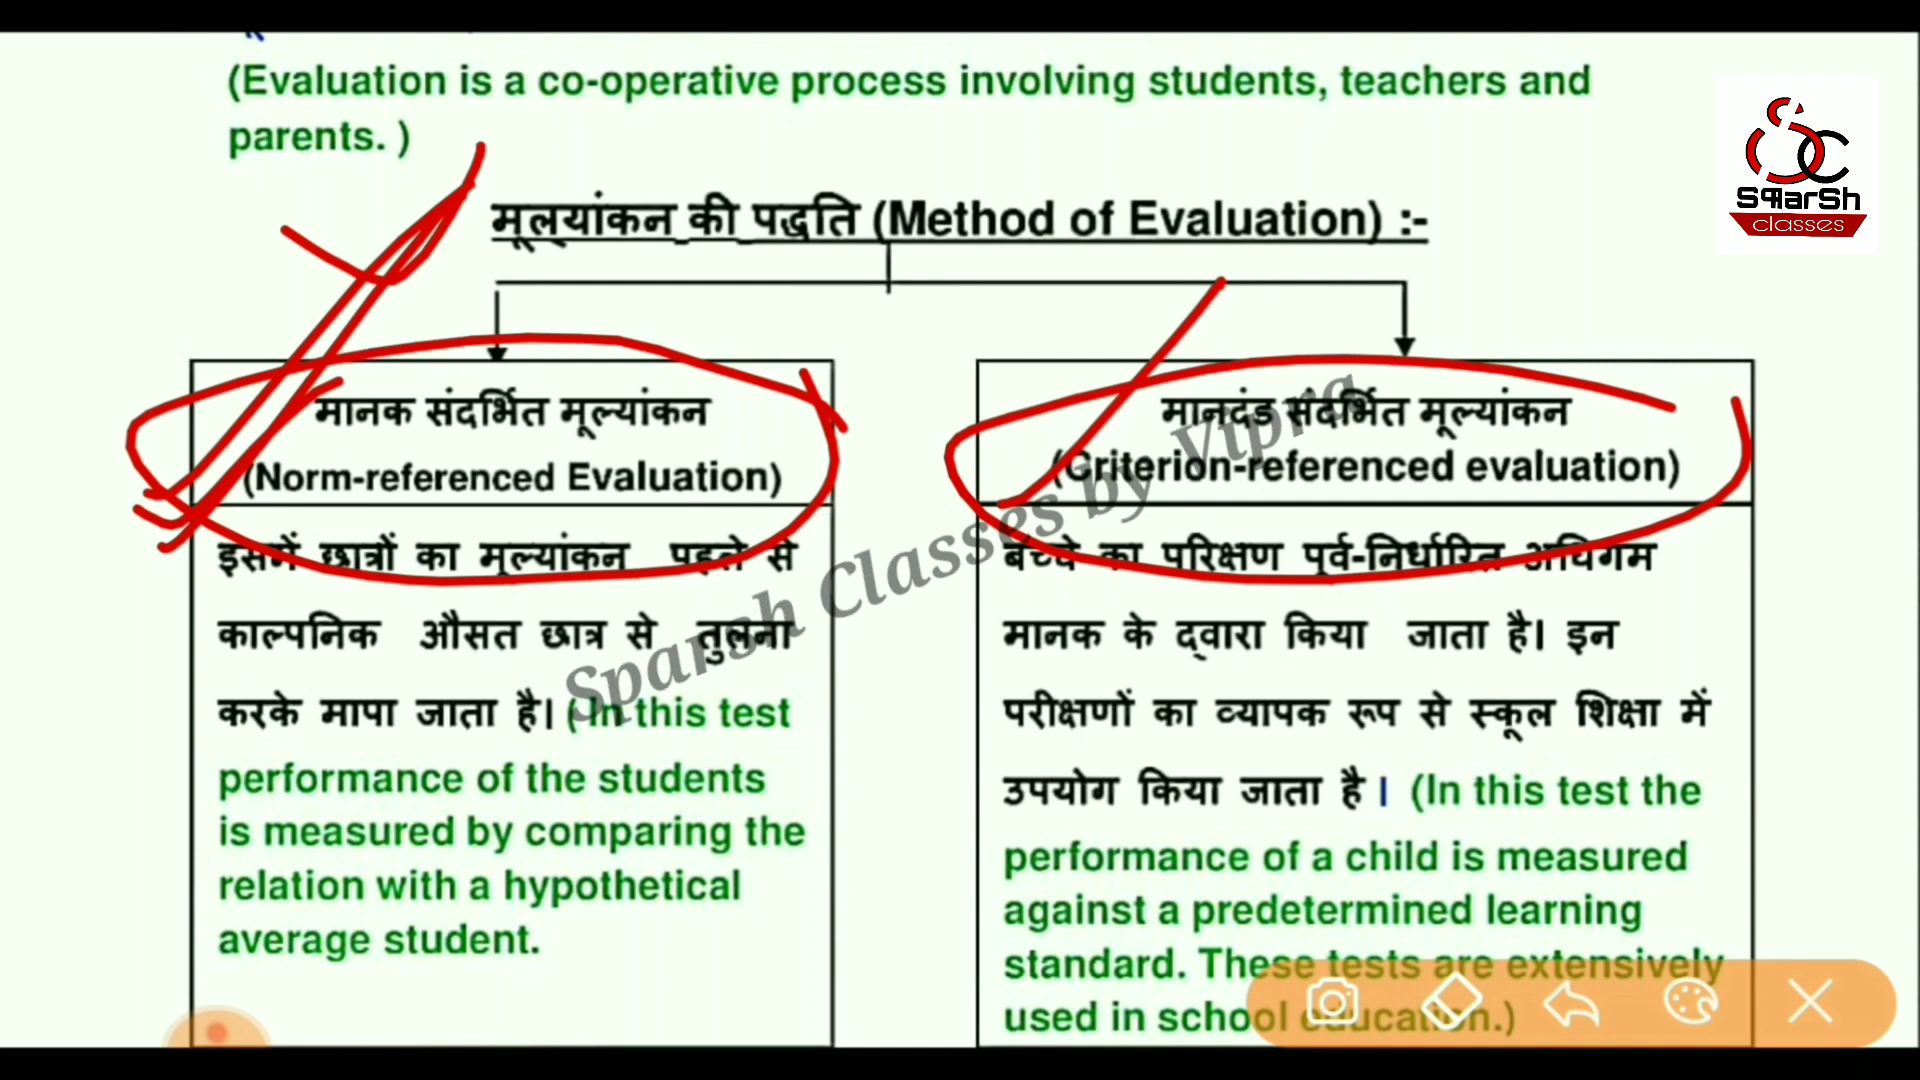 (Evaluation is a co-operative process involving students, teachers and
parents. )
SपarSh
classes
मूल्यांकन की पद्धति (Method of Evaluation) :-
मानक संदर्भित मूल्यांकन
(Norm-referenced Evaluation)
इसमें छात्रों का मूल्यांकन पहले से
काल्पनिक औसत छात्र से तुलना
करके मापा जाता है। (In this test
performance of the students
is measured by comparing the
relation with a hypothetical
average student.
मानदंड संदर्भित मूल्यांकन
(Criterion-referenced evaluation)
बच्चे का परिक्षण पूर्व-निर्धारित अधिगम
मानक के द्वारा किया जाता है। इन
परीक्षणों का व्यापक रूप से स्कूल शिक्षा में
उपयोग किया जाता है । (In this test the
performance of a child is measured
against a predetermined learning
standard. These tests are extensively
used in school education.)
Sparsh Classes by Vipra